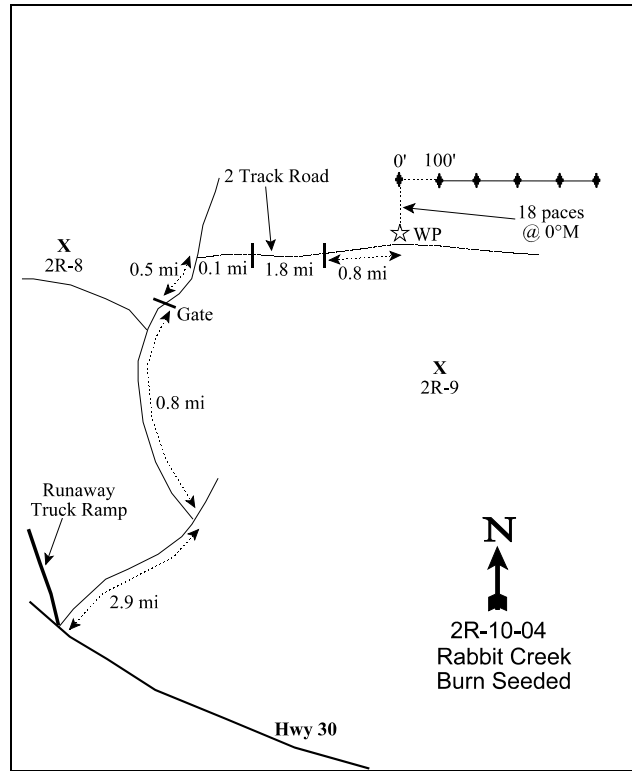 0' 100'
2 Track Road
18 paces
@ 0°M
WP
X
2R-8
0.5 mi
0.1 mi
1.8 mi
0.8 mi
Gate
X
2R-9
0.8 mi
Runaway
Truck Ramp
N
2.9 mi
2R-10-04
Rabbit Creek
Burn Seeded
Hwy 30